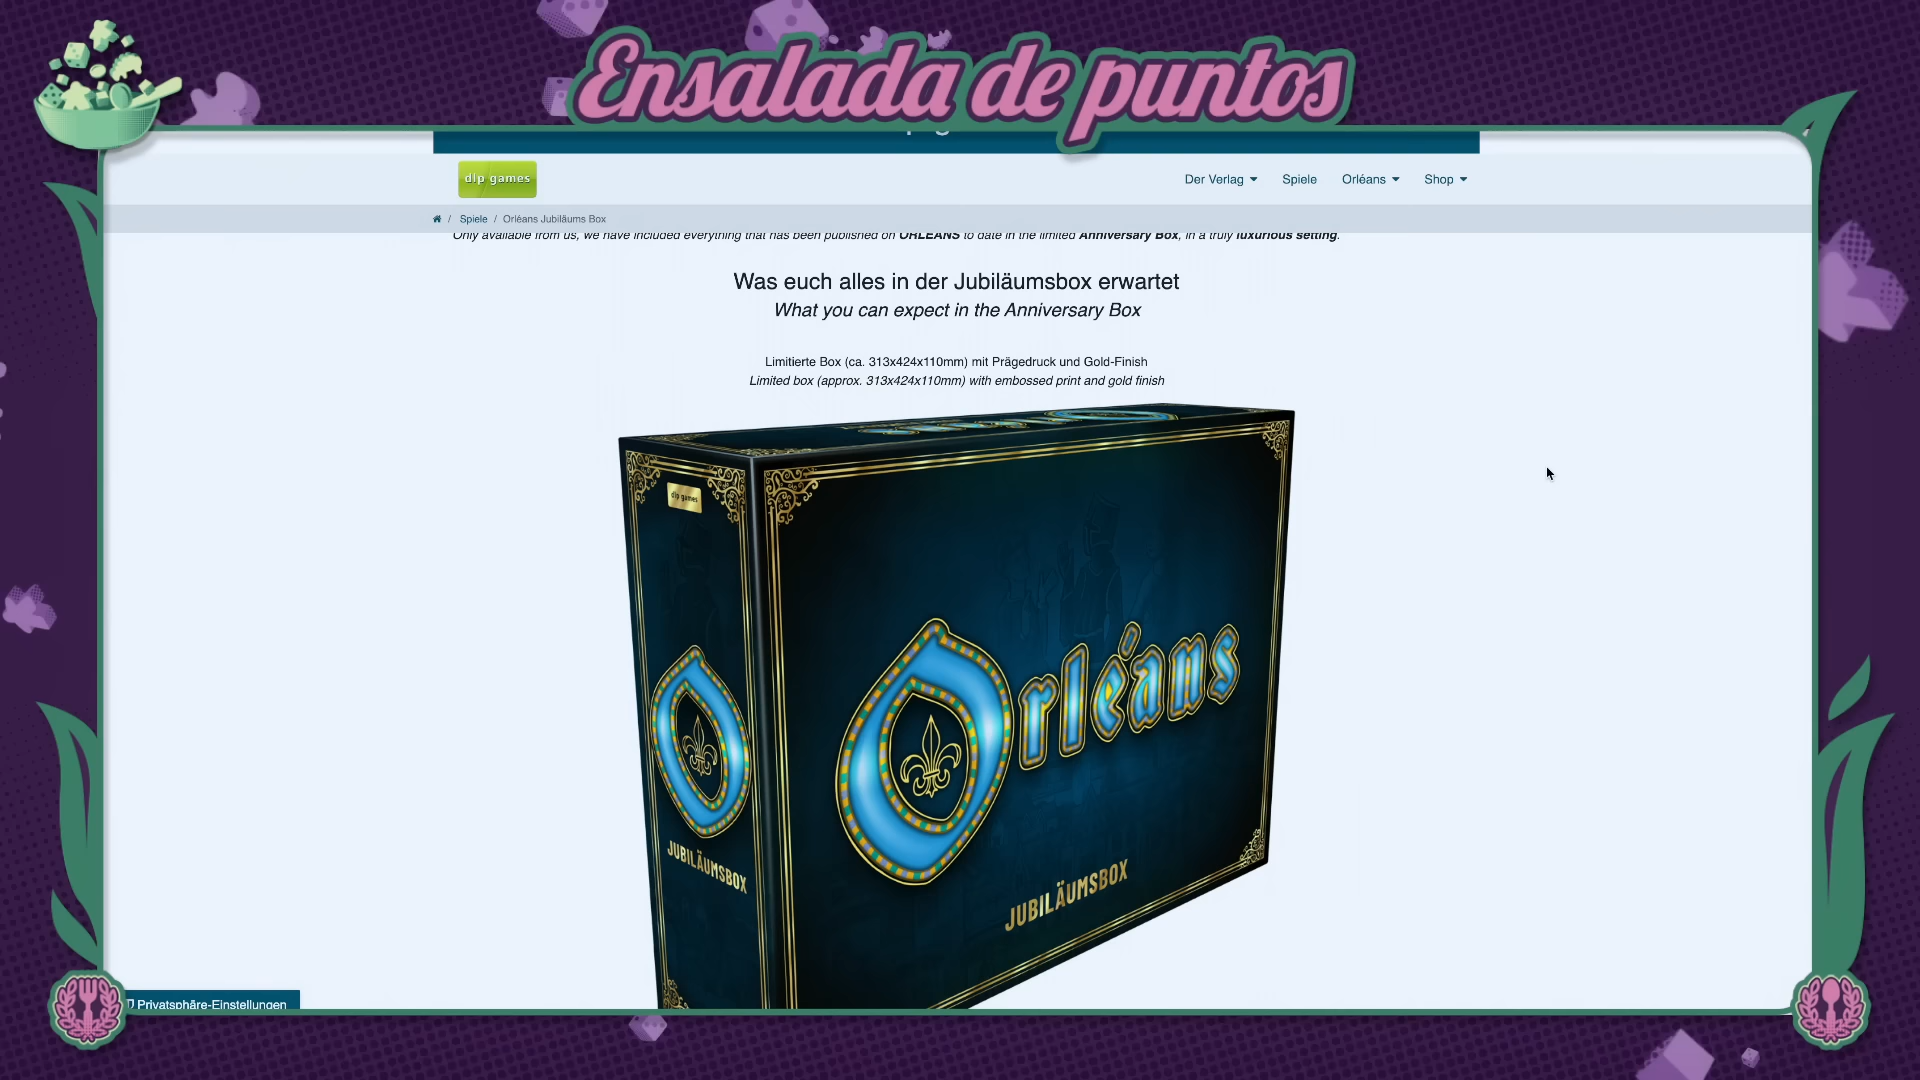 Ensalada de puntos
dlp games
Der Verlag
Spiele
Orléans
Shop
/ Spiele / Orléans Jubiläums Box
Only available from us, we have included everything that has been published on ORLÉANS to date in the limited Anniversary Box, in a truly luxurious setting.
Was euch alles in der Jubiläumsbox erwartet
What you can expect in the Anniversary Box
Limitierte Box (ca. 313x424x110mm) mit Prägedruck und Gold-Finish
Limited box (approx. 313x424x110mm) with embossed print and gold finish
dlp games
Orléans
JUBILÄUMSBOX
JUBILÄUMSBOX
Privatsphäre-Einstellungen